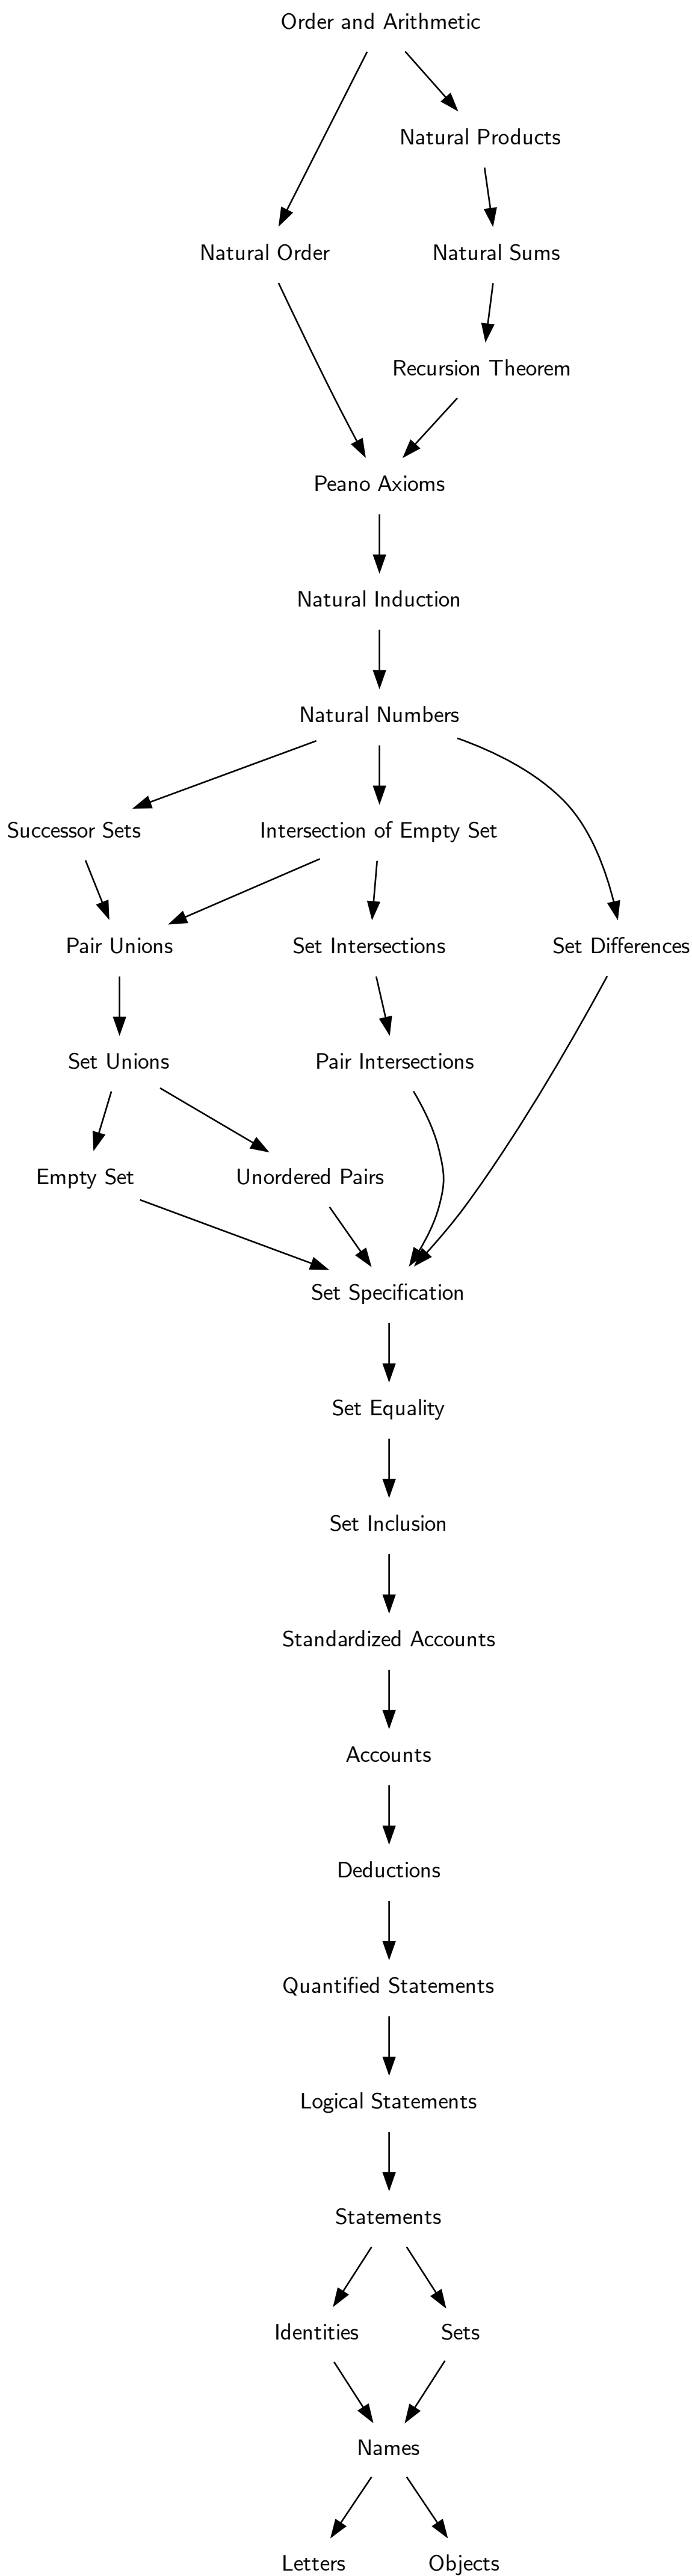 Order and Arithmetic
Natural Products
Natural Order
Natural Sums
Recursion Theorem
Peano Axioms
Natural Induction
Natural Numbers
Successor Sets
Intersection of Empty Set
Pair Unions
Set Intersections
Set Differences
Set Unions
Pair Intersections
Empty Set
Unordered Pairs
Set Specification
Set Equality
Set Inclusion
Standardized Accounts
Accounts
Deductions
Quantified Statements
Logical Statements
Statements
Identities
Sets
Names
Letters
Objects